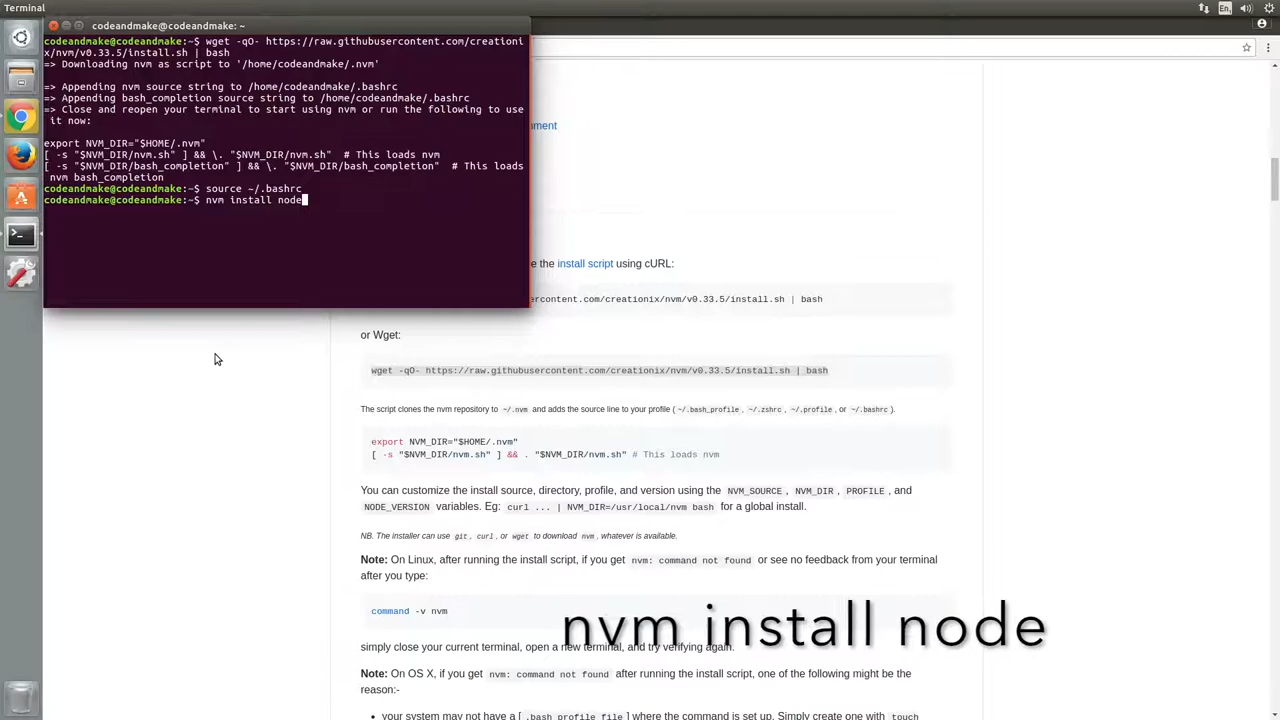 Terminal
En
codeandmake@codeandmake: ~
codeandmake@codeandmake:~$ wget -qO- https://raw.githubusercontent.com/creationi
x/nvm/v0.33.5/install.sh | bash
=> Downloading nvm as script to '/home/codeandmake/.nvm'
=> Appending nvm source string to /home/codeandmake/.bashrc
=> Appending bash_completion source string to /home/codeandmake/.bashrc
=> Close and reopen your terminal to start using nvm or run the following to use
it now:
export NVM_DIR="$HOME/.nvm"
[ -s "$NVM_DIR/nvm.sh" ] && \. "$NVM_DIR/nvm.sh"  # This loads nvm
[ -s "$NVM_DIR/bash_completion" ] && \. "$NVM_DIR/bash_completion"  # This loads
nvm bash_completion
codeandmake@codeandmake:~$ source ~/.bashrc
codeandmake@codeandmake:~$ nvm install node
the install script using cURL:
ercontent.com/creationix/nvm/v0.33.5/install.sh | bash
or Wget:
wget -qO- https://raw.githubusercontent.com/creationix/nvm/v0.33.5/install.sh | bash
The script clones the nvm repository to ~/.nvm and adds the source line to your profile ( ~/.bash_profile , ~/.zshrc , ~/.profile , or ~/.bashrc ).
export NVM_DIR="$HOME/.nvm"
[ -s "$NVM_DIR/nvm.sh" ] && . "$NVM_DIR/nvm.sh" # This loads nvm
You can customize the install source, directory, profile, and version using the NVM_SOURCE , NVM_DIR , PROFILE , and
NODE_VERSION variables. Eg: curl ... | NVM_DIR=/usr/local/nvm bash for a global install.
NB. The installer can use git , curl , or wget to download nvm , whatever is available.
Note: On Linux, after running the install script, if you get nvm: command not found or see no feedback from your terminal
after you type:
command -v nvm
nvm install node
simply close your current terminal, open a new terminal, and try verifying again.
Note: On OS X, if you get nvm: command not found after running the install script, one of the following might be the
reason:-
• your system may not have a [ .bash_profile file ] where the command is set up. Simply create one with touch